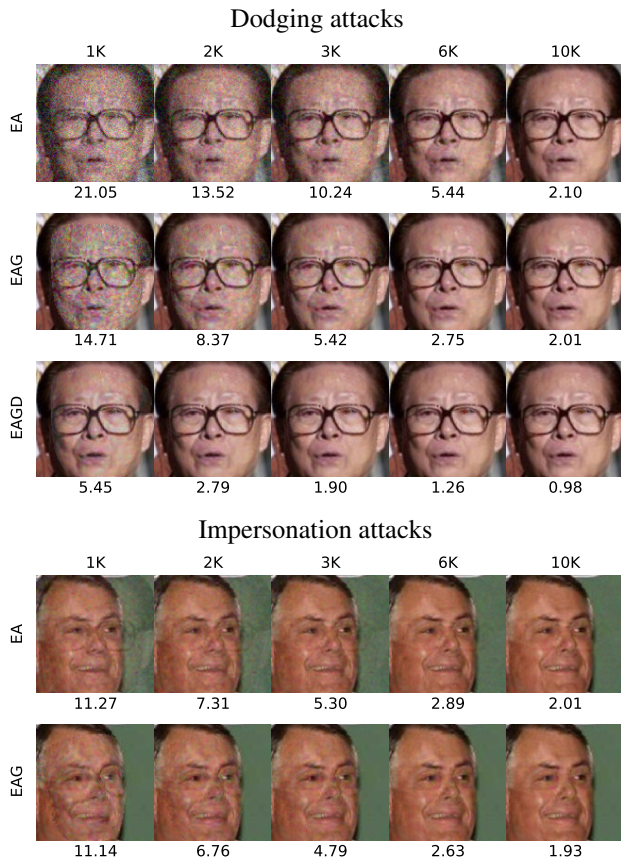 Dodging attacks
1K 2K 3K 6K 10K
EA
21.05 13.52 10.24 5.44 2.10
EAG
14.71 8.37 5.42 2.75 2.01
EAGD
5.45 2.79 1.90 1.26 0.98
Impersonation attacks
1K 2K 3K 6K 10K
EA
11.27 7.31 5.30 2.89 2.01
EAG
11.14 6.76 4.79 2.63 1.93